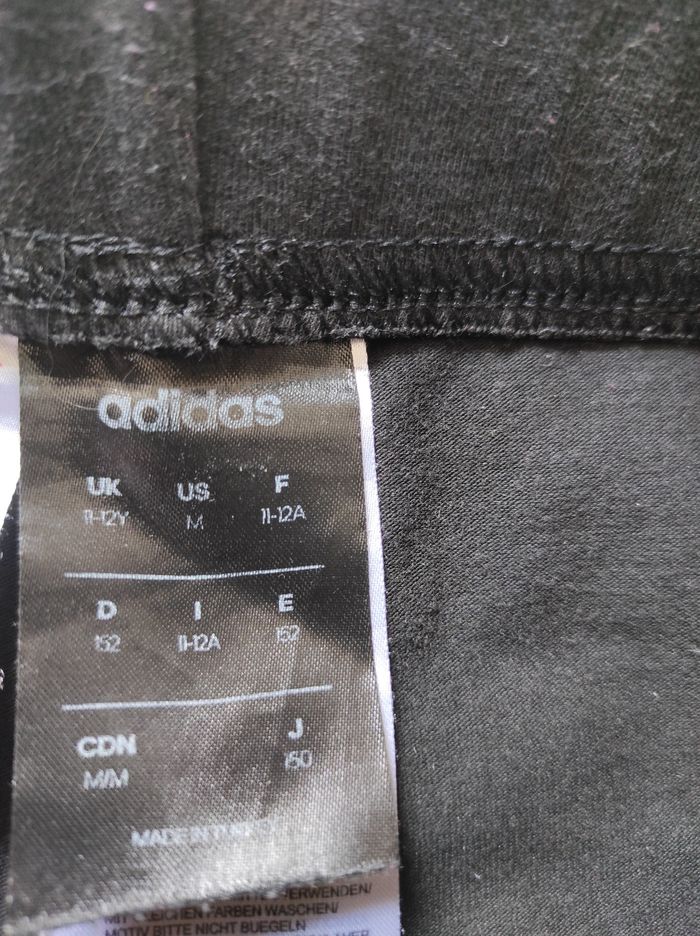 adidas
UK US F
11-12Y M 11-12A
D I E
152 11-12A 152
CDN J
M/M 160
MADE IN TURKEY
VERWENDEN/
MIT GLEICHEN FARBEN WASCHEN/
MOTIV BITTE NICHT BUEGELN